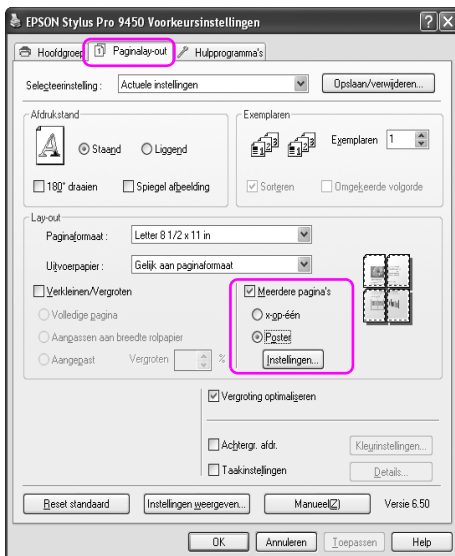 EPSON Stylus Pro 9450 Voorkeursinstellingen
Hoofdgroep Paginalay-out Hulpprogramma's
Selecteerinstelling : Actuele instellingen Opslaan/verwijderen...
Afdrukstand Exemplaren
Staand Liggend Exemplaren 1
180° draaien Spiegel afbeelding Sorteren Omgekeerde volgorde
Lay-out
Paginaformaat : Letter 8 1/2 x 11 in
Uitvoerpapier : Gelijk aan paginaformaat
Verkleinen/Vergroten Meerdere pagina's
Volledige pagina x-op-één
Aanpassen aan breedte rolpapier Poster
Aangepast Vergroten % Instellingen...
Vergroting optimaliseren
Achtergr. afdr. Kleurinstellingen...
Taakinstellingen Details...
Reset standaard Instellingen weergeven... Manueel(Z) Versie 6.50
OK Annuleren Toepassen Help